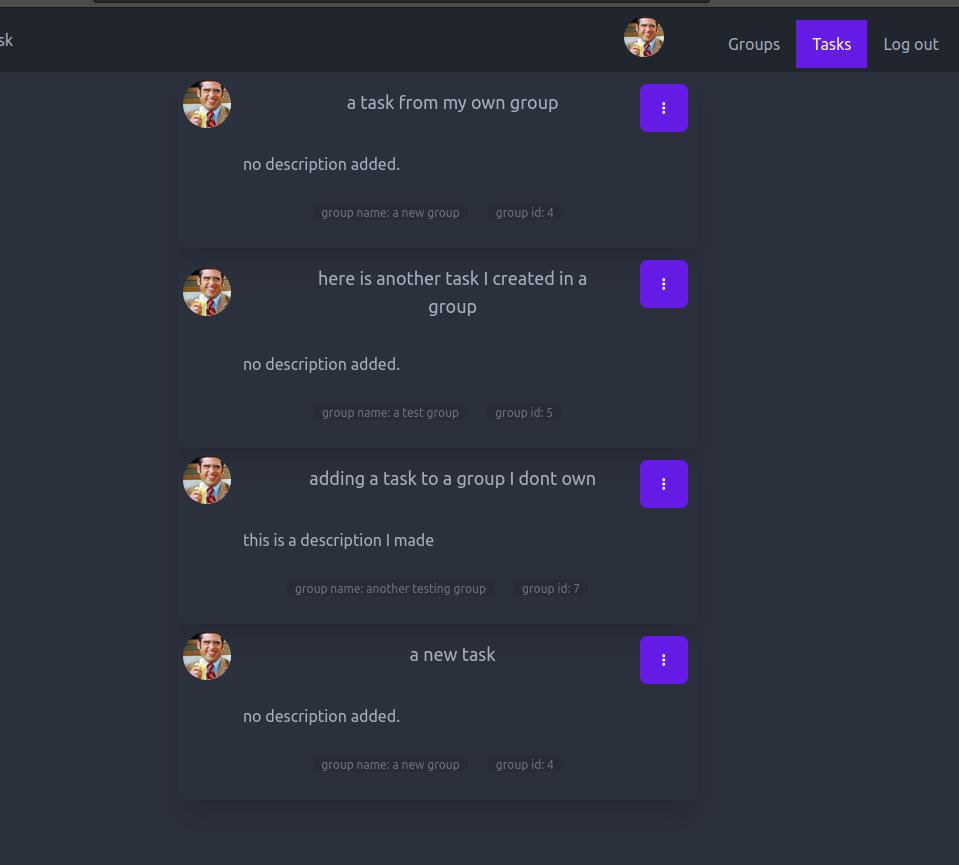 sk
Groups
Tasks
Log out
a task from my own group
no description added.
group name: a new group
group id: 4
here is another task I created in a
group
no description added.
group name: a test group
group id: 5
adding a task to a group I dont own
this is a description I made
group name: another testing group
group id: 7
a new task
no description added.
group name: a new group
group id: 4